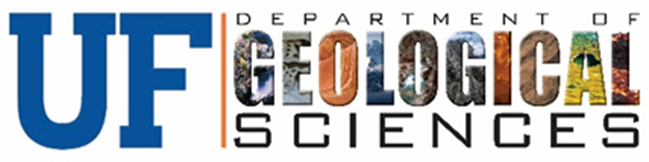 UF
DEPARTMENT OF
GEOLOGICAL
SCIENCES